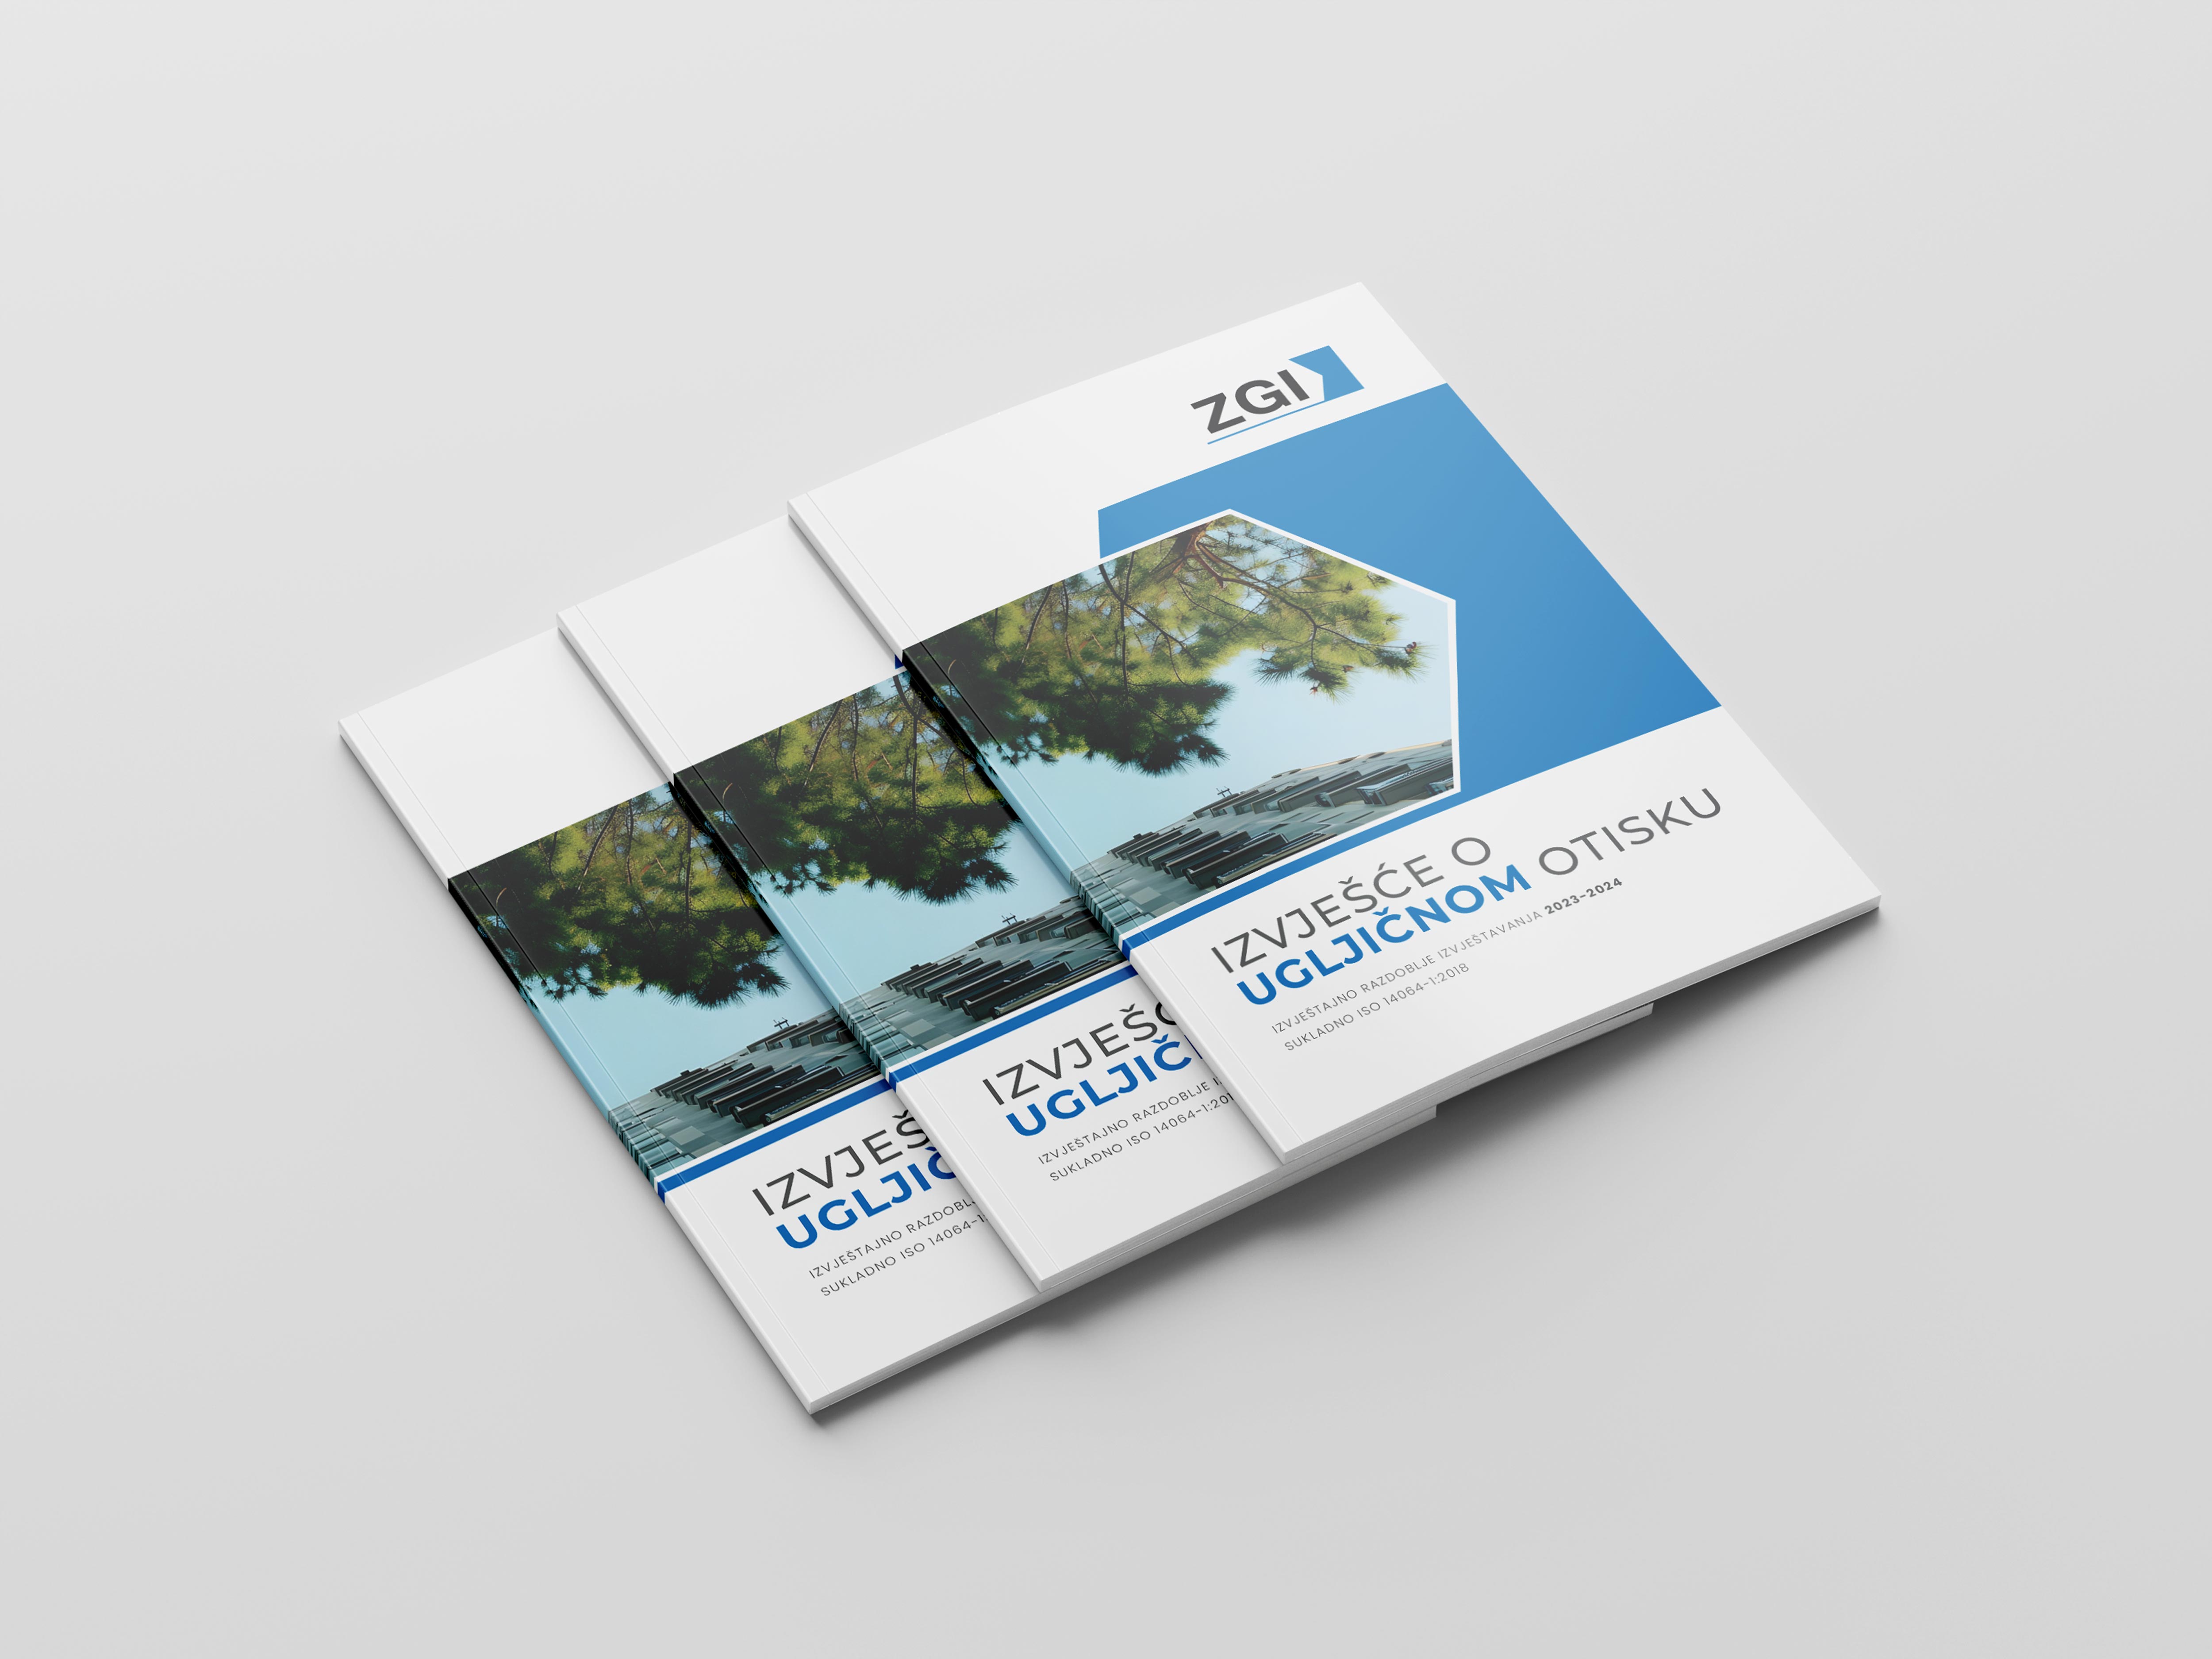 ZGI
IZVJEŠĆE O
UGLJIČNOM OTISKU
IZVJEŠTAJNO RAZDOBLJE IZVJEŠTAVANJA 2023-2024
SUKLADNO ISO 14064-1:2018
IZVJEŠĆ
UGLJIČ
IZVJEŠTAJNO RAZDOBLJE
SUKLADNO ISO 14064-1:201
IZVJEŠ
UGLJIČ
IZVJEŠTAJNO RAZDOBL
SUKLADNO ISO 14064-1